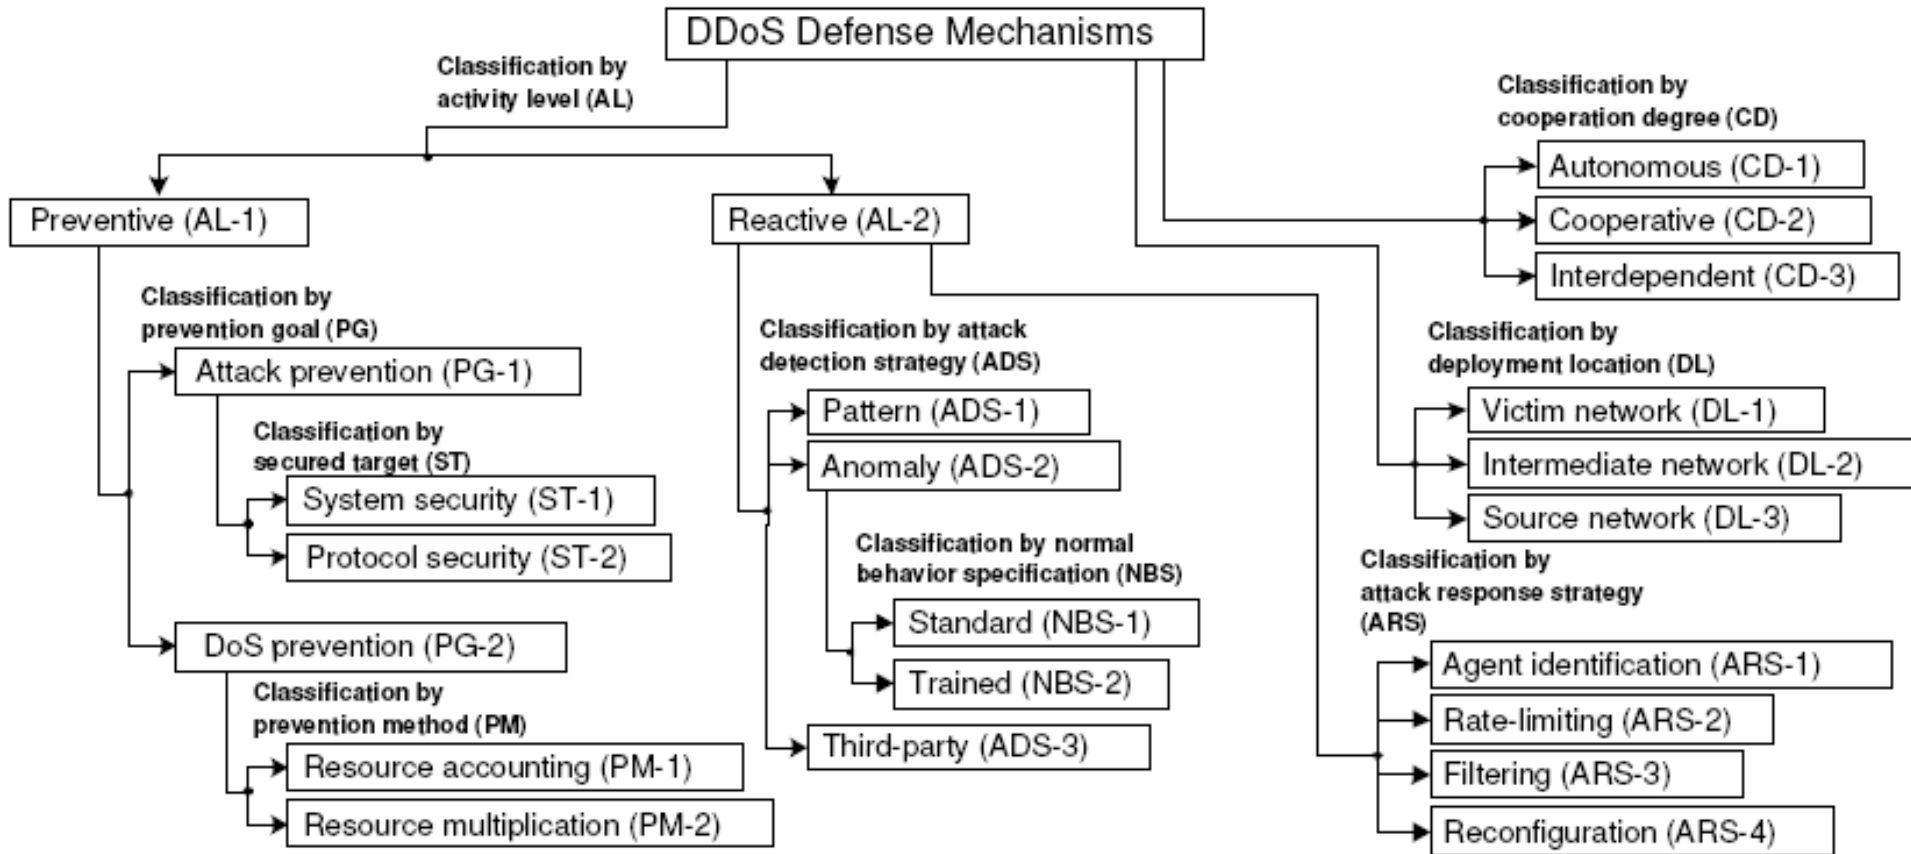 DDoS Defense Mechanisms
Classification by
activity level (AL)
Preventive (AL-1)
Classification by
prevention goal (PG)
Attack prevention (PG-1)
Classification by
secured target (ST)
System security (ST-1)
Protocol security (ST-2)
DoS prevention (PG-2)
Classification by
prevention method (PM)
Resource accounting (PM-1)
Resource multiplication (PM-2)
Reactive (AL-2)
Classification by attack
detection strategy (ADS)
Pattern (ADS-1)
Anomaly (ADS-2)
Classification by normal
behavior specification (NBS)
Standard (NBS-1)
Trained (NBS-2)
Third-party (ADS-3)
Classification by
cooperation degree (CD)
Autonomous (CD-1)
Cooperative (CD-2)
Interdependent (CD-3)
Classification by
deployment location (DL)
Victim network (DL-1)
Intermediate network (DL-2)
Source network (DL-3)
Classification by
attack response strategy
(ARS)
Agent identification (ARS-1)
Rate-limiting (ARS-2)
Filtering (ARS-3)
Reconfiguration (ARS-4)